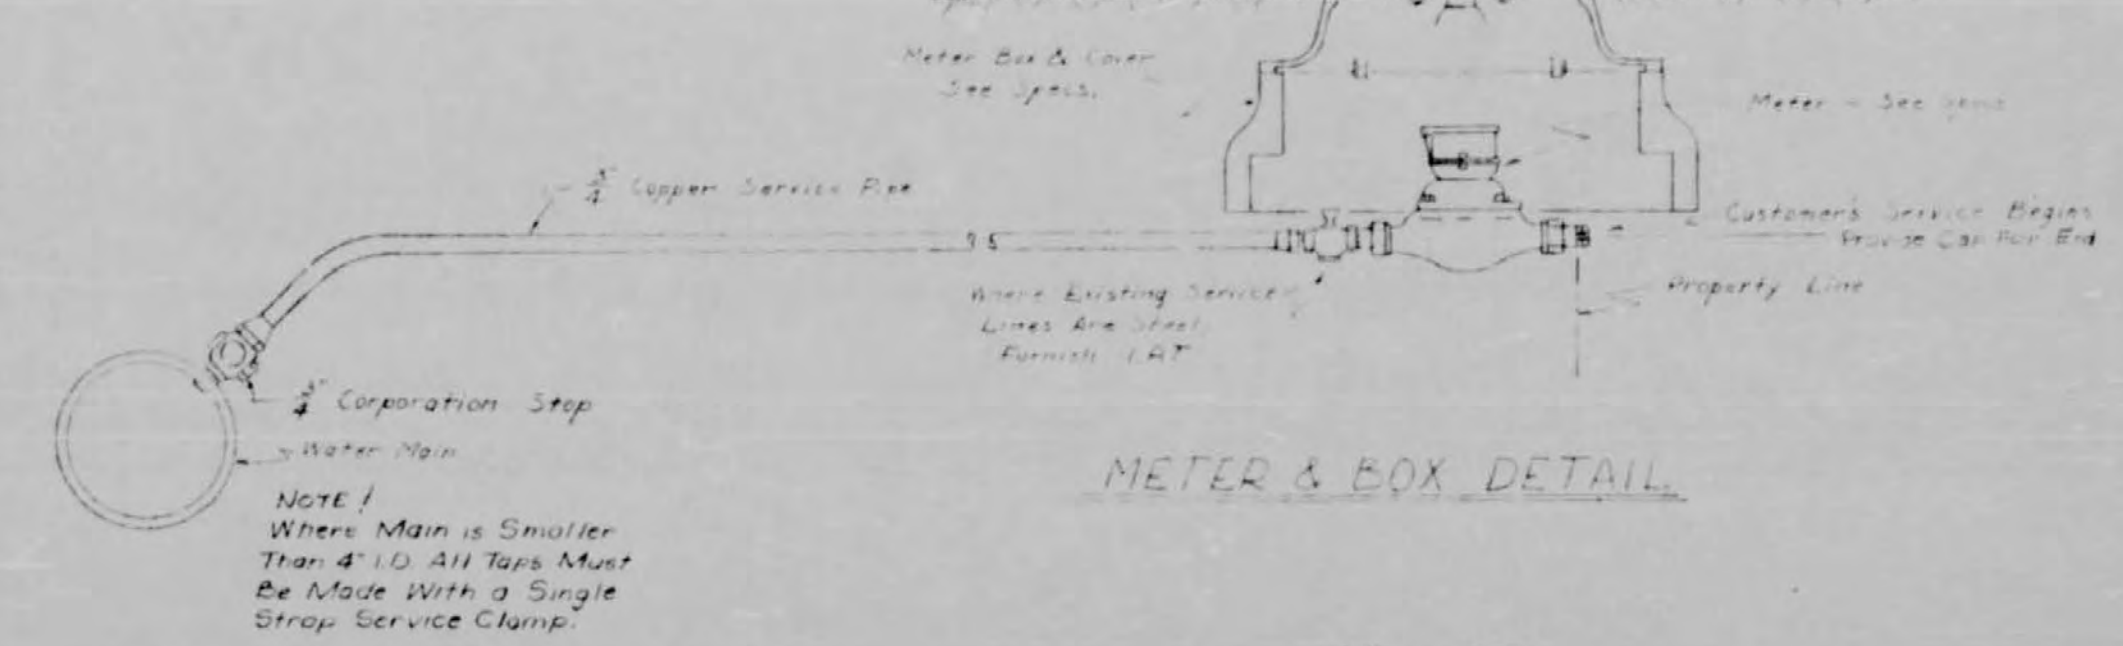 Meter Box & Cover
See Specs.
Meter - See Specs
3/4" Copper Service Pipe
Customer's Service Begins
Provide Cap For End
Where Existing Service
Lines Are Steel,
Furnish
Property Line
3/4" Corporation Stop
Water Main
METER & BOX DETAIL
NOTE!
Where Main is Smaller
Than 4" I.D. All Taps Must
Be Made With a Single
Strap Service Clamp.